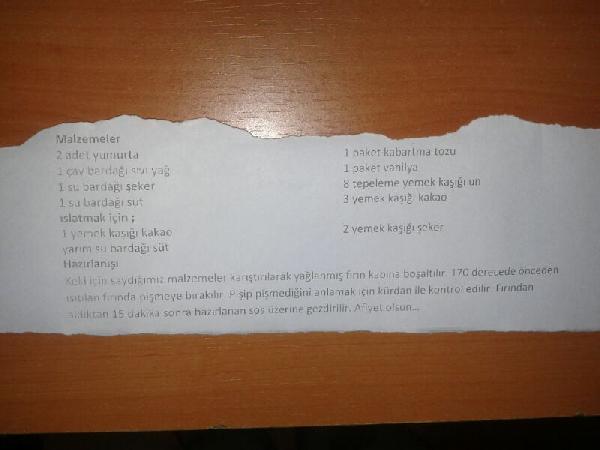 Malzemeler
2 adet yumurta 1 paket kabartma tozu
1 çay bardağı sıvı yağ 1 paket vanilya
1 su bardağı şeker 8 tepeleme yemek kaşığı un
1 su bardağı süt 3 yemek kaşığı kakao
ıslatmak için ;
1 yemek kaşığı kakao 2 yemek kaşığı şeker
yarım su bardağı süt
Hazırlanışı
Keki için saydığımız malzemeler karıştırılarak yağlanmış fırın kabına boşaltılır. 170 derecede önceden
ısıtılan fırında pişmeye bırakılır. Pişip pişmediğini anlamak için kürdan ile kontrol edilir. Fırından
aldıktan 15 dakika sonra hazırlanan sos üzerine gezdirilir. Afiyet olsun...